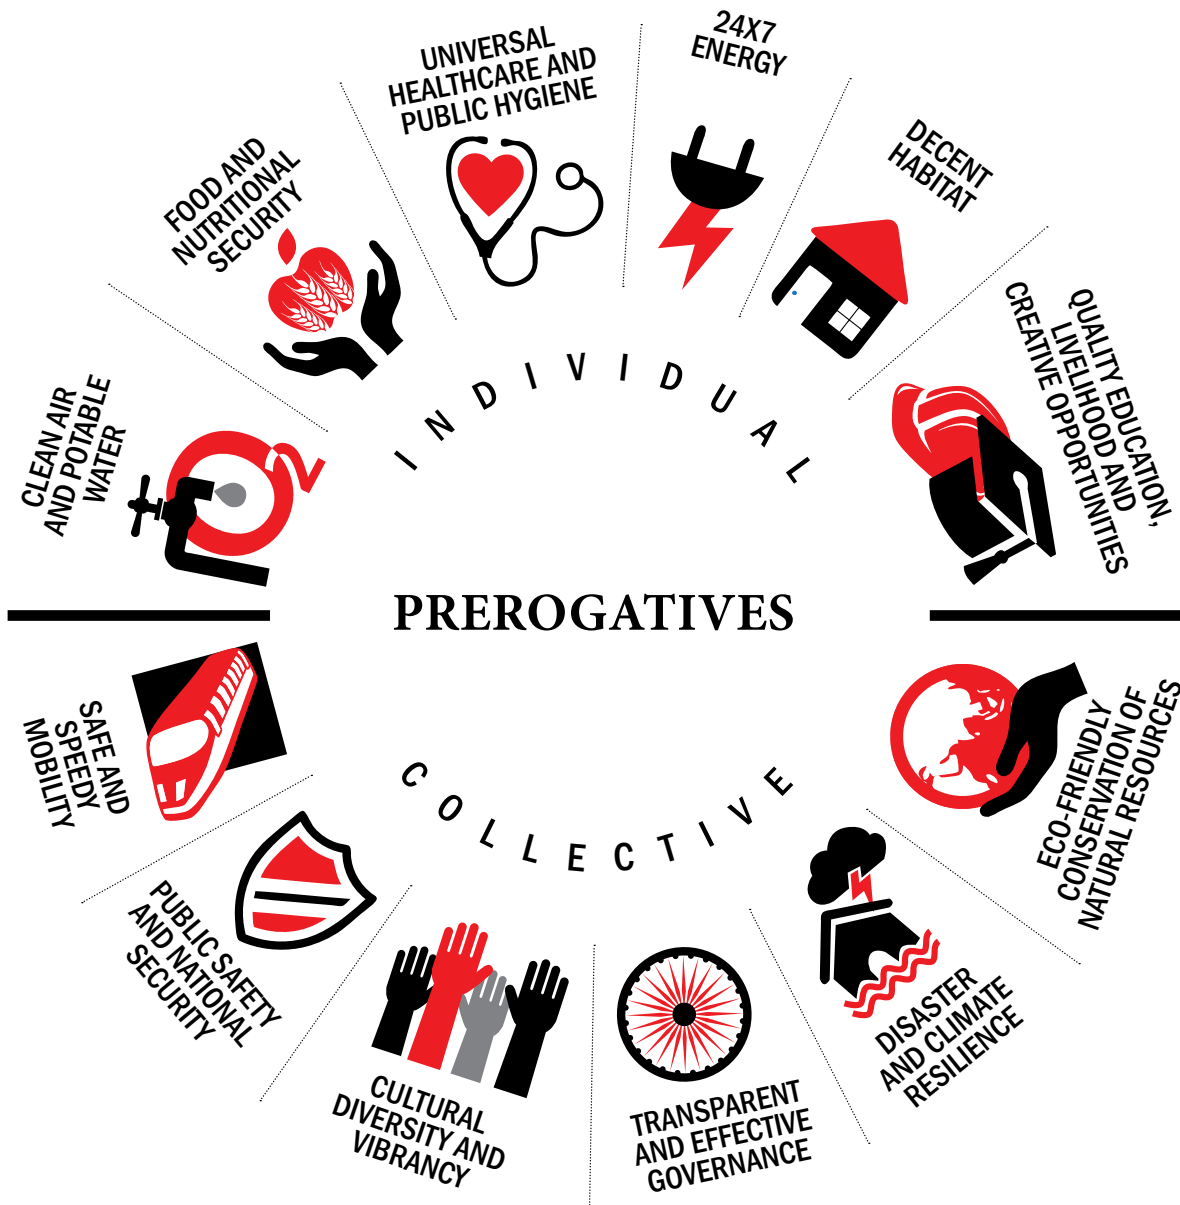 CLEAN AIR
AND POTABLE
WATER
FOOD AND
NUTRITIONAL
SECURITY
UNIVERSAL
HEALTHCARE AND
PUBLIC HYGIENE
24X7
ENERGY
DECENT
HABITAT
QUALITY EDUCATION,
LIVELIHOOD AND
CREATIVE OPPORTUNITIES
2
INDIVIDUAL
PREROGATIVES
COLLECTIVE
SAFE AND
SPEEDY
MOBILITY
PUBLIC SAFETY
AND NATIONAL
SECURITY
CULTURAL
DIVERSITY AND
VIBRANCY
TRANSPARENT
AND EFFECTIVE
GOVERNANCE
DISASTER
AND CLIMATE
RESILIENCE
ECO-FRIENDLY
CONSERVATION OF
NATURAL RESOURCES